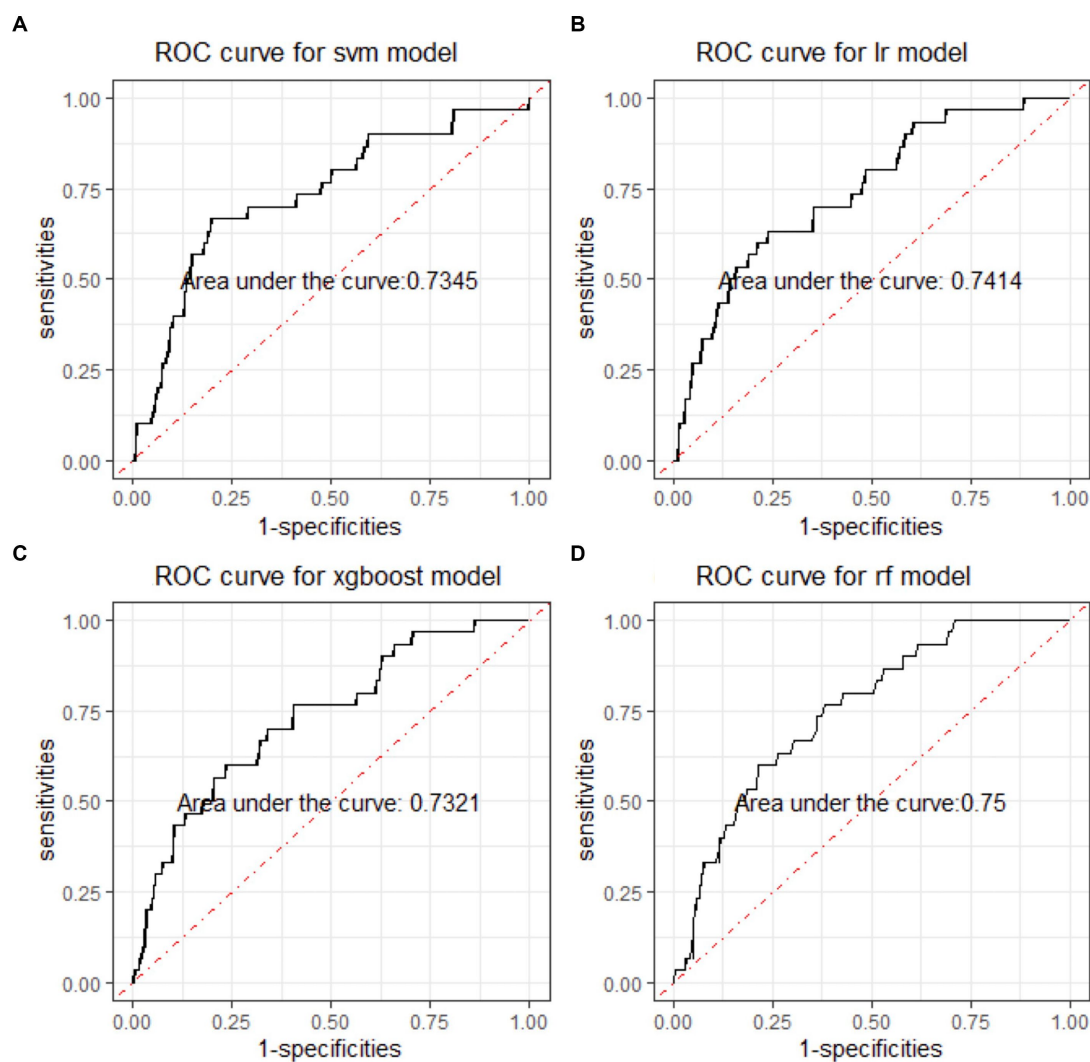 A
ROC curve for svm model
1.00
0.75
0.50
0.25
0.00
sensitivities
Area under the curve:0.7345
0.00 0.25 0.50 0.75 1.00
1-specificities
B
ROC curve for lr model
1.00
0.75
0.50
0.25
0.00
sensitivities
Area under the curve: 0.7414
0.00 0.25 0.50 0.75 1.00
1-specificities
C
ROC curve for xgboost model
1.00
0.75
0.50
0.25
0.00
sensitivities
Area under the curve: 0.7321
0.00 0.25 0.50 0.75 1.00
1-specificities
D
ROC curve for rf model
1.00
0.75
0.50
0.25
0.00
sensitivities
Area under the curve:0.75
0.00 0.25 0.50 0.75 1.00
1-specificities